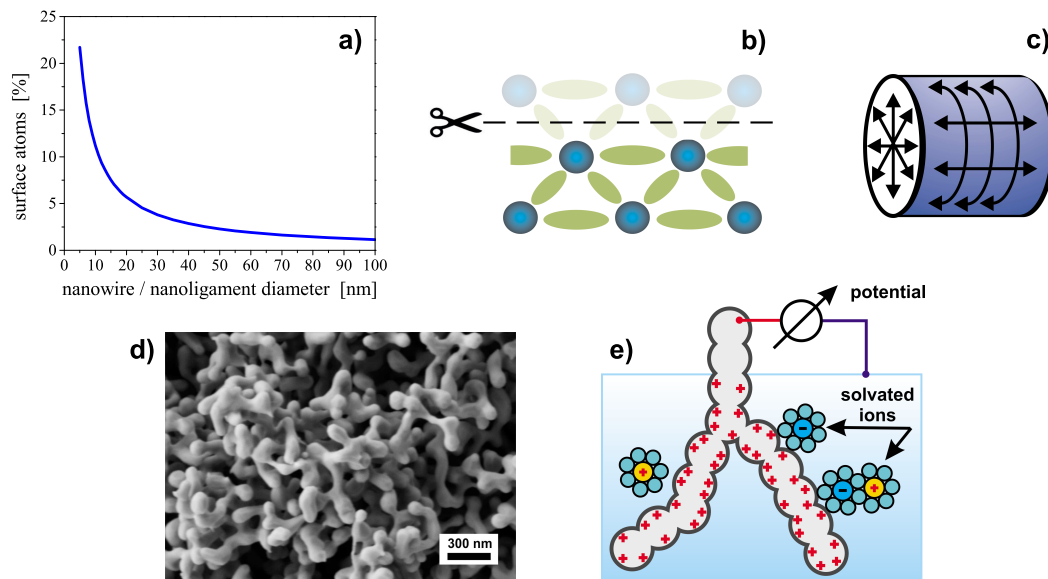 a)
25
20
15
10
5
0
surface atoms [%]
0 10 20 30 40 50 60 70 80 90 100
nanowire / nanoligament diameter [nm]
b)
c)
d)
300 nm
e)
potential
solvated
ions
+ + + + + + + + + + + + + + + + + + + + + + + + + + + + + + + + + + + + + + + +
- -